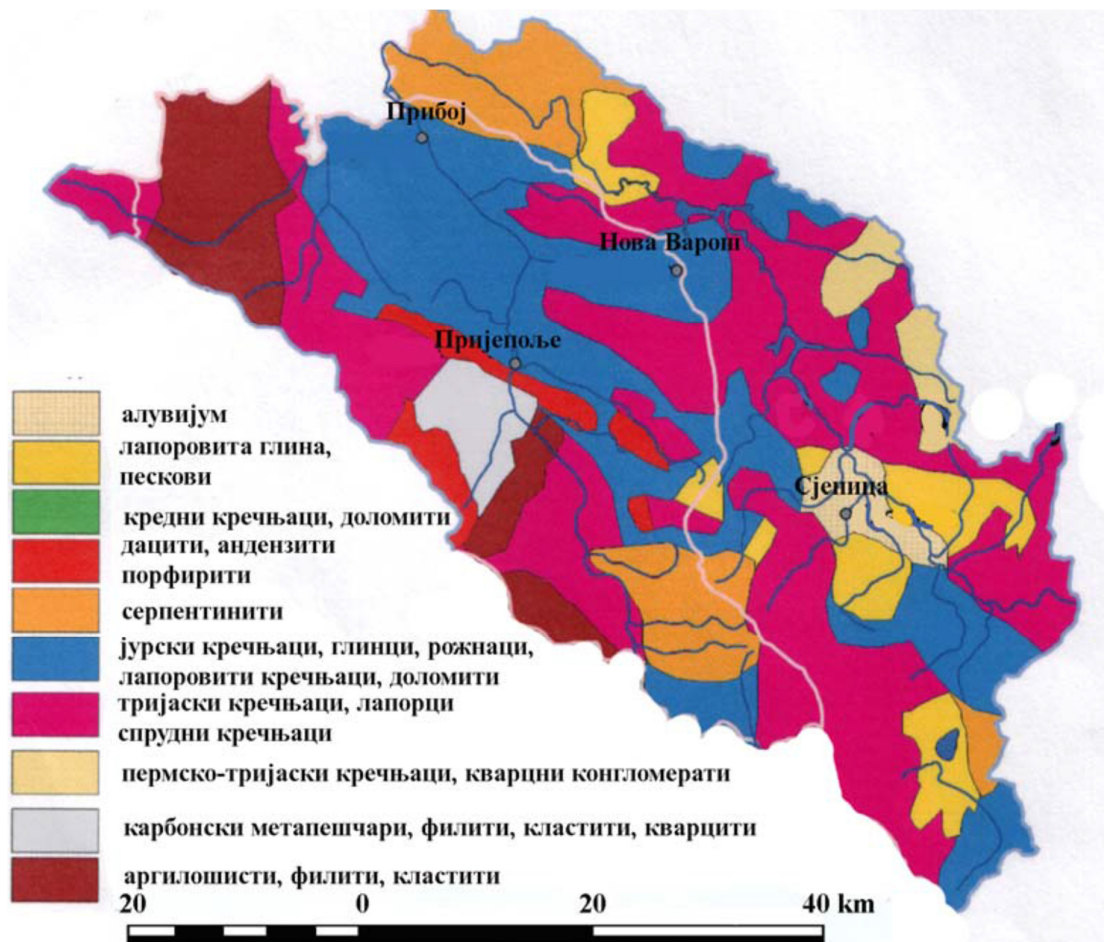 Прибој
Нова Варош
Пријепоље
Сјеница
алувијум
лапоровита глина,
пескови
кредни кречњаци, доломити
дацити, андензити
порфирити
серпентинити
јурски кречњаци, глинци, рожнаци,
лапоровити кречњаци, доломити
тријаски кречњаци, лапорци
спрудни кречњаци
пермско-тријаски кречњаци, кварцни конгломерати
карбонски метапешчари, филити, кластити, кварцити
аргилошисти, филити, кластити
20 0 20 40 km